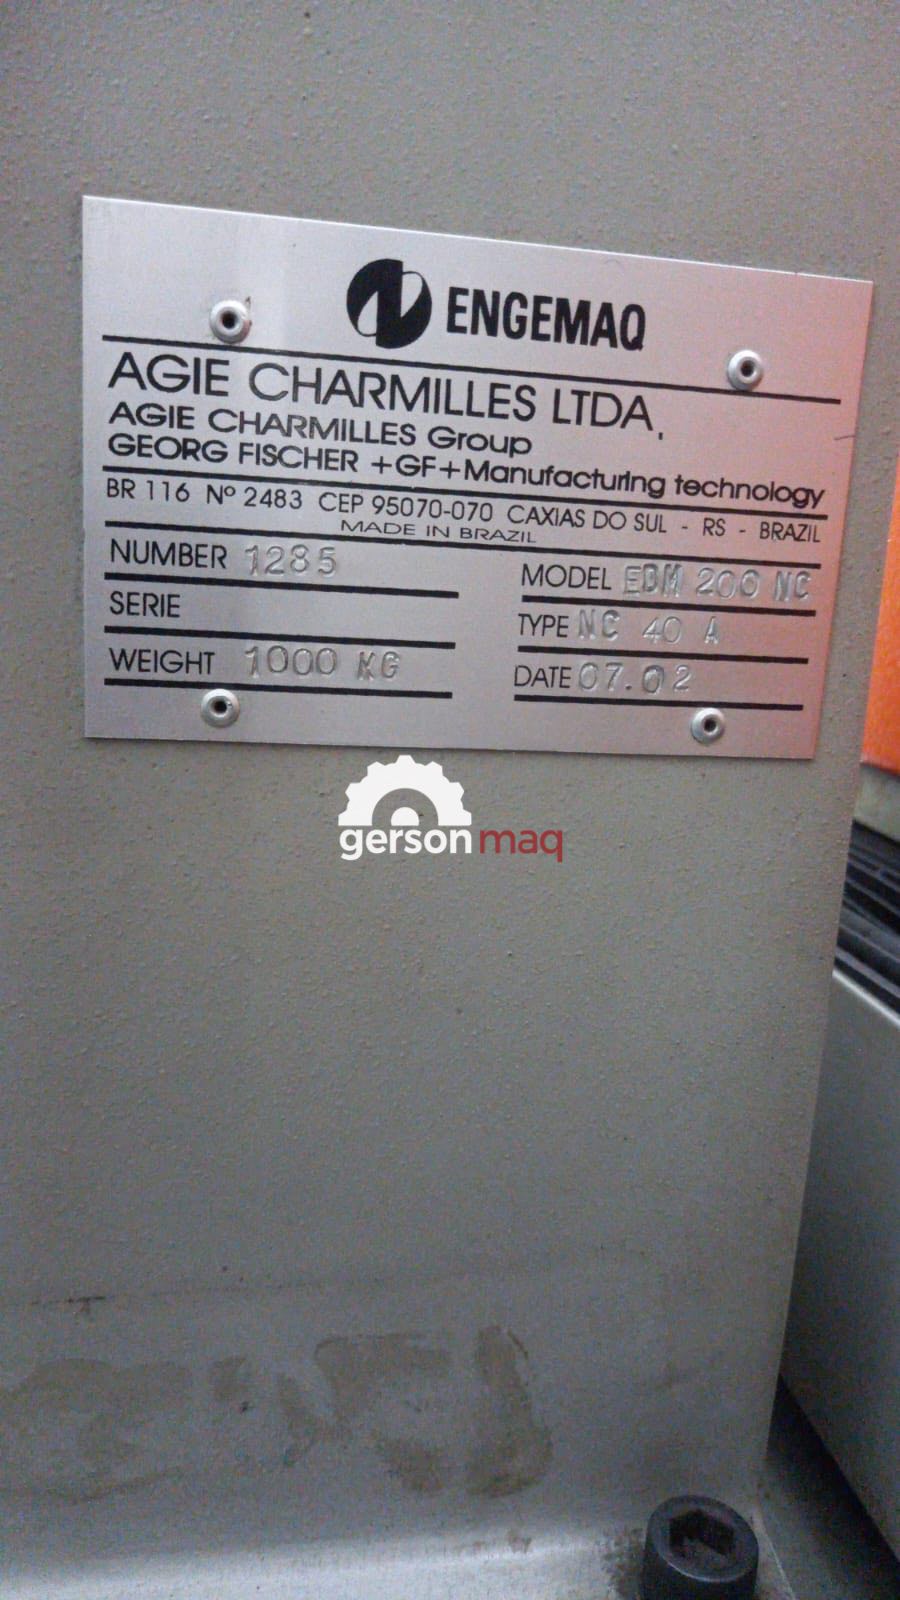 ENGEMAQ
AGIE CHARMILLES LTDA.
AGIE CHARMILLES Group
GEORG FISCHER +GF+Manufacturing technology
BR 116 Nº 2483 CEP 95070-070 CAXIAS DO SUL - RS - BRAZIL
MADE IN BRAZIL
NUMBER 1285
MODEL EDM 200 NC
SERIE
TYPE NC 40 A
WEIGHT 1000 KG
DATE 07.02
gersonmaq